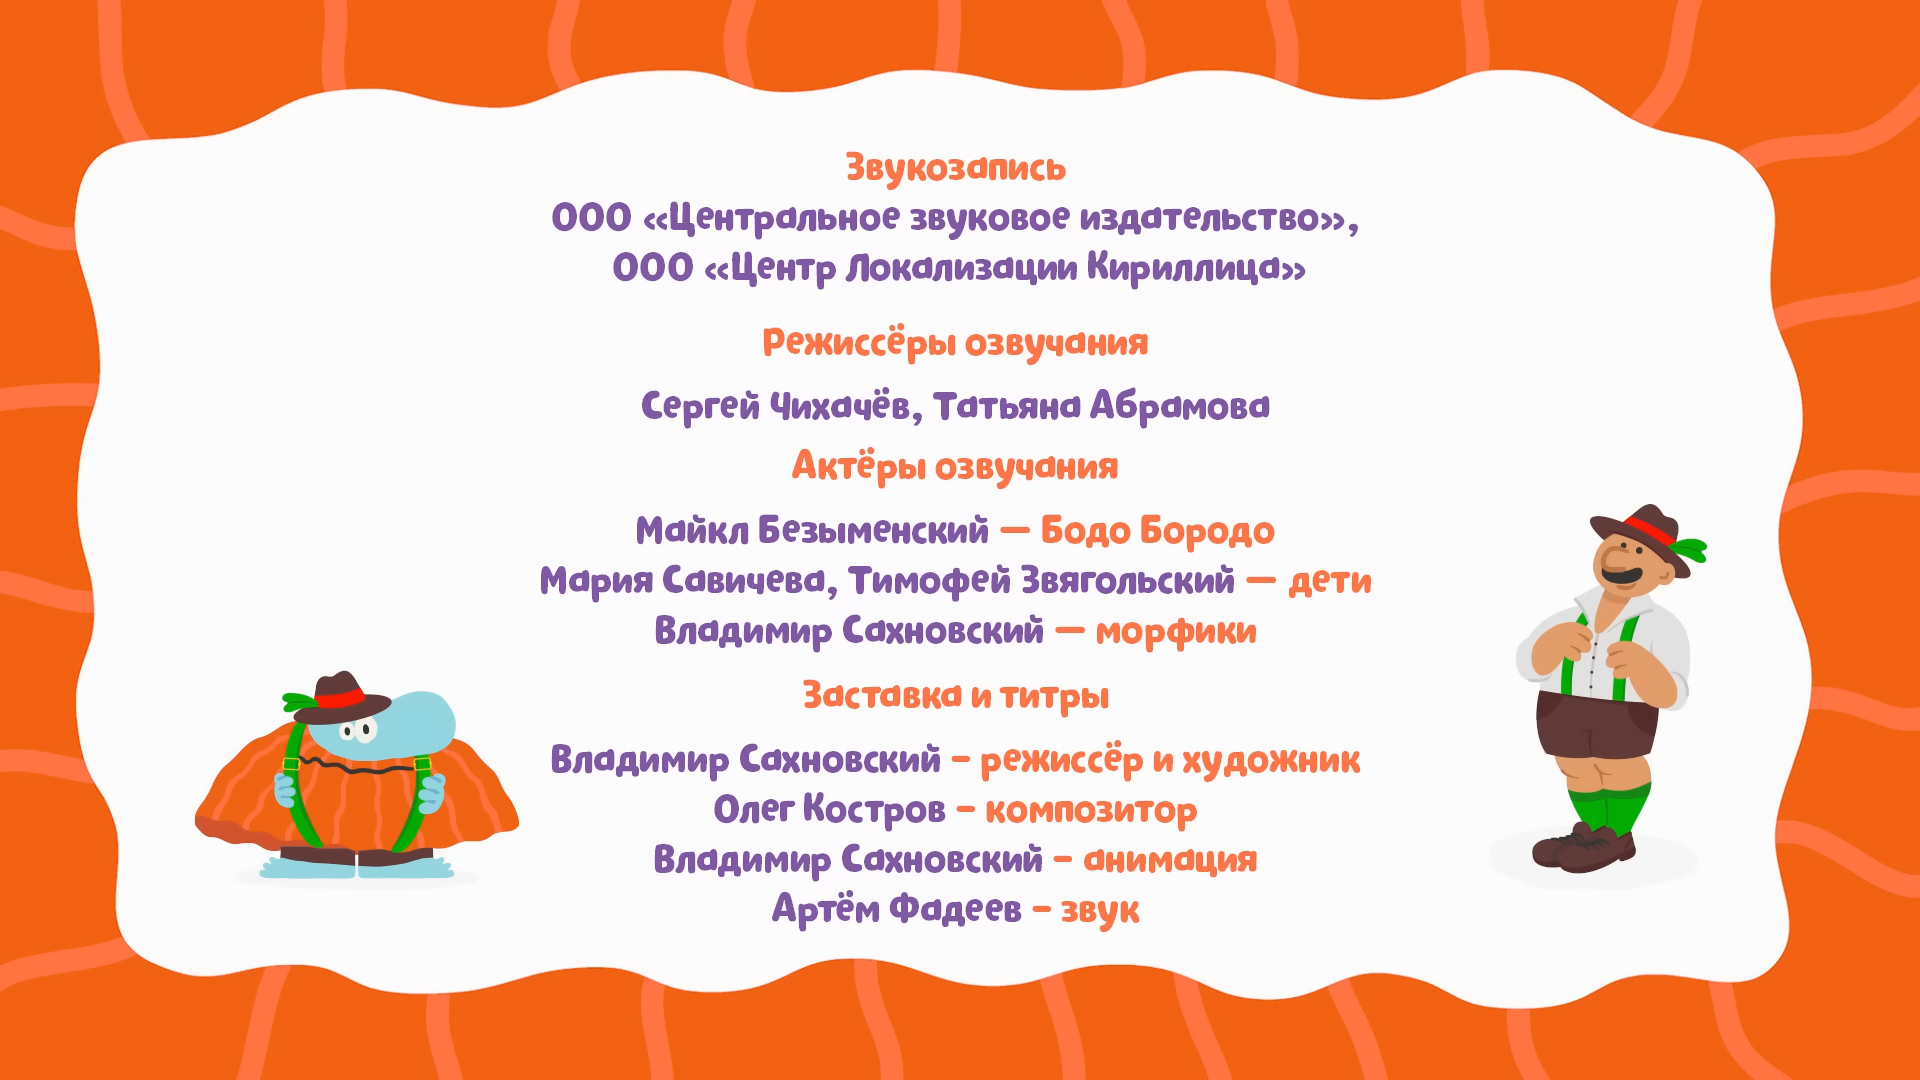 Звукозапись
ООО «Центральное звуковое издательство»,
ООО «Центр Локализации Кириллица»
Режиссёры озвучания
Сергей Чихачёв, Татьяна Абрамова
Актёры озвучания
Майкл Безыменский — Бодо Бородо
Мария Савичева, Тимофей Звягольский — дети
Владимир Сахновский — морфики
Заставка и титры
Владимир Сахновский – режиссёр и художник
Олег Костров – композитор
Владимир Сахновский – анимация
Артём Фадеев – звук